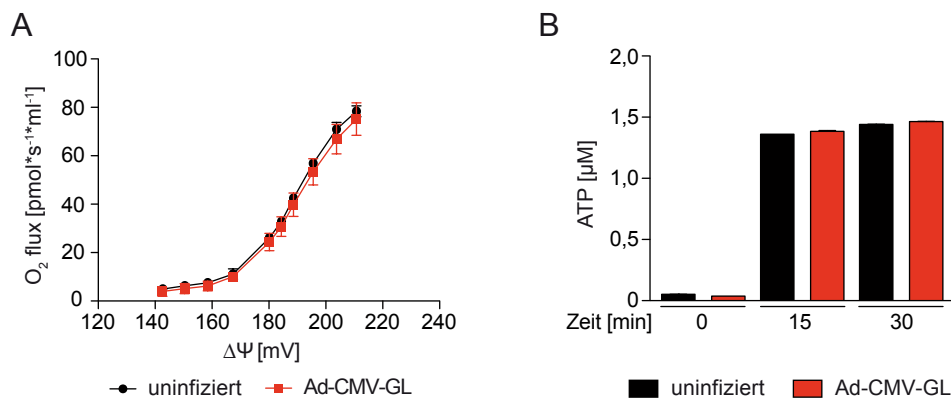 A
O₂ flux [pmol*s⁻¹*ml⁻¹]
100
80
60
40
20
0
120 140 160 180 200 220 240
ΔΨ [mV]
uninfiziert Ad-CMV-GL
B
ATP [µM]
2,0
1,5
1,0
0,5
0
Zeit [min] 0 15 30
uninfiziert Ad-CMV-GL